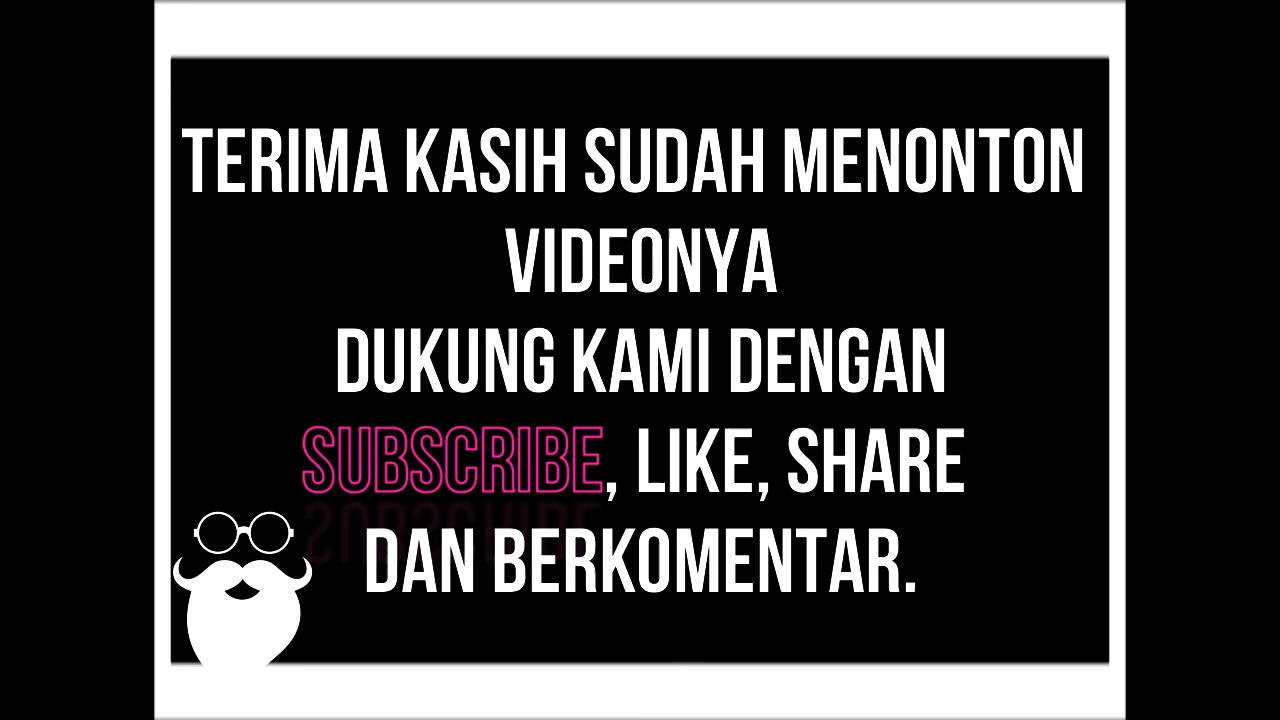 TERIMA KASIH SUDAH MENONTON
VIDEONYA
DUKUNG KAMI DENGAN
SUBSCRIBE, LIKE, SHARE
DAN BERKOMENTAR.